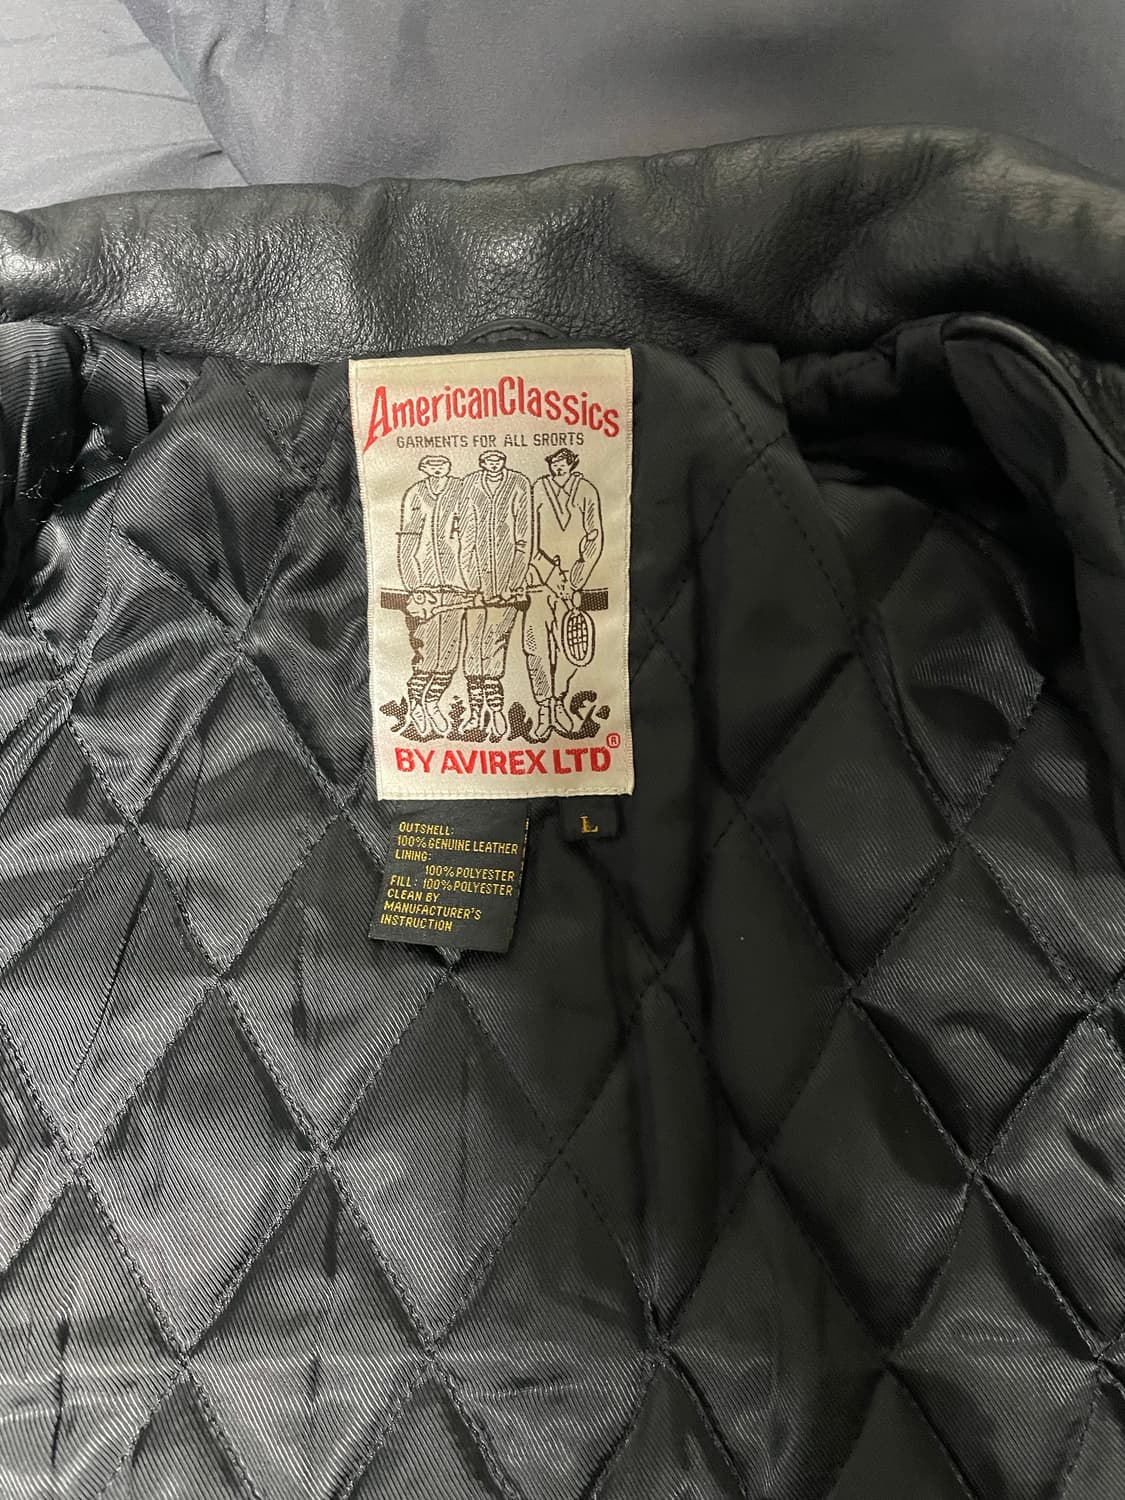 AmericanClassics
GARMENTS FOR ALL SRORTS
A
BY AVIREX LTD®
L
OUTSHELL:
100% GENUINE LEATHER
LINING:
100% POLYESTER
FILL: 100% POLYESTER
CLEAN BY
MANUFACTURER'S
INSTRUCTION